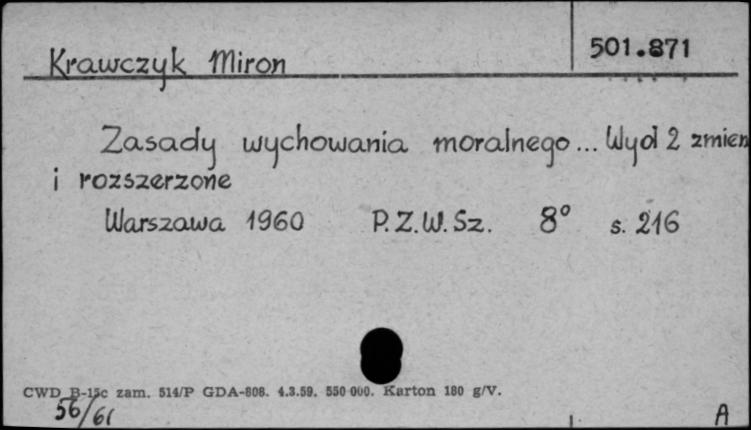 501.871
Krawczyk Miron
Zasady wychowania moralnego... Wyd 2 zmien
i rozszerzone
Warszawa 1960 P.Z.W.Sz. 8° s. 216
CWD B-15c zam. 514/P GDA-808. 4.3.59. 550 000. Karton 180 g/V.
56/61
A